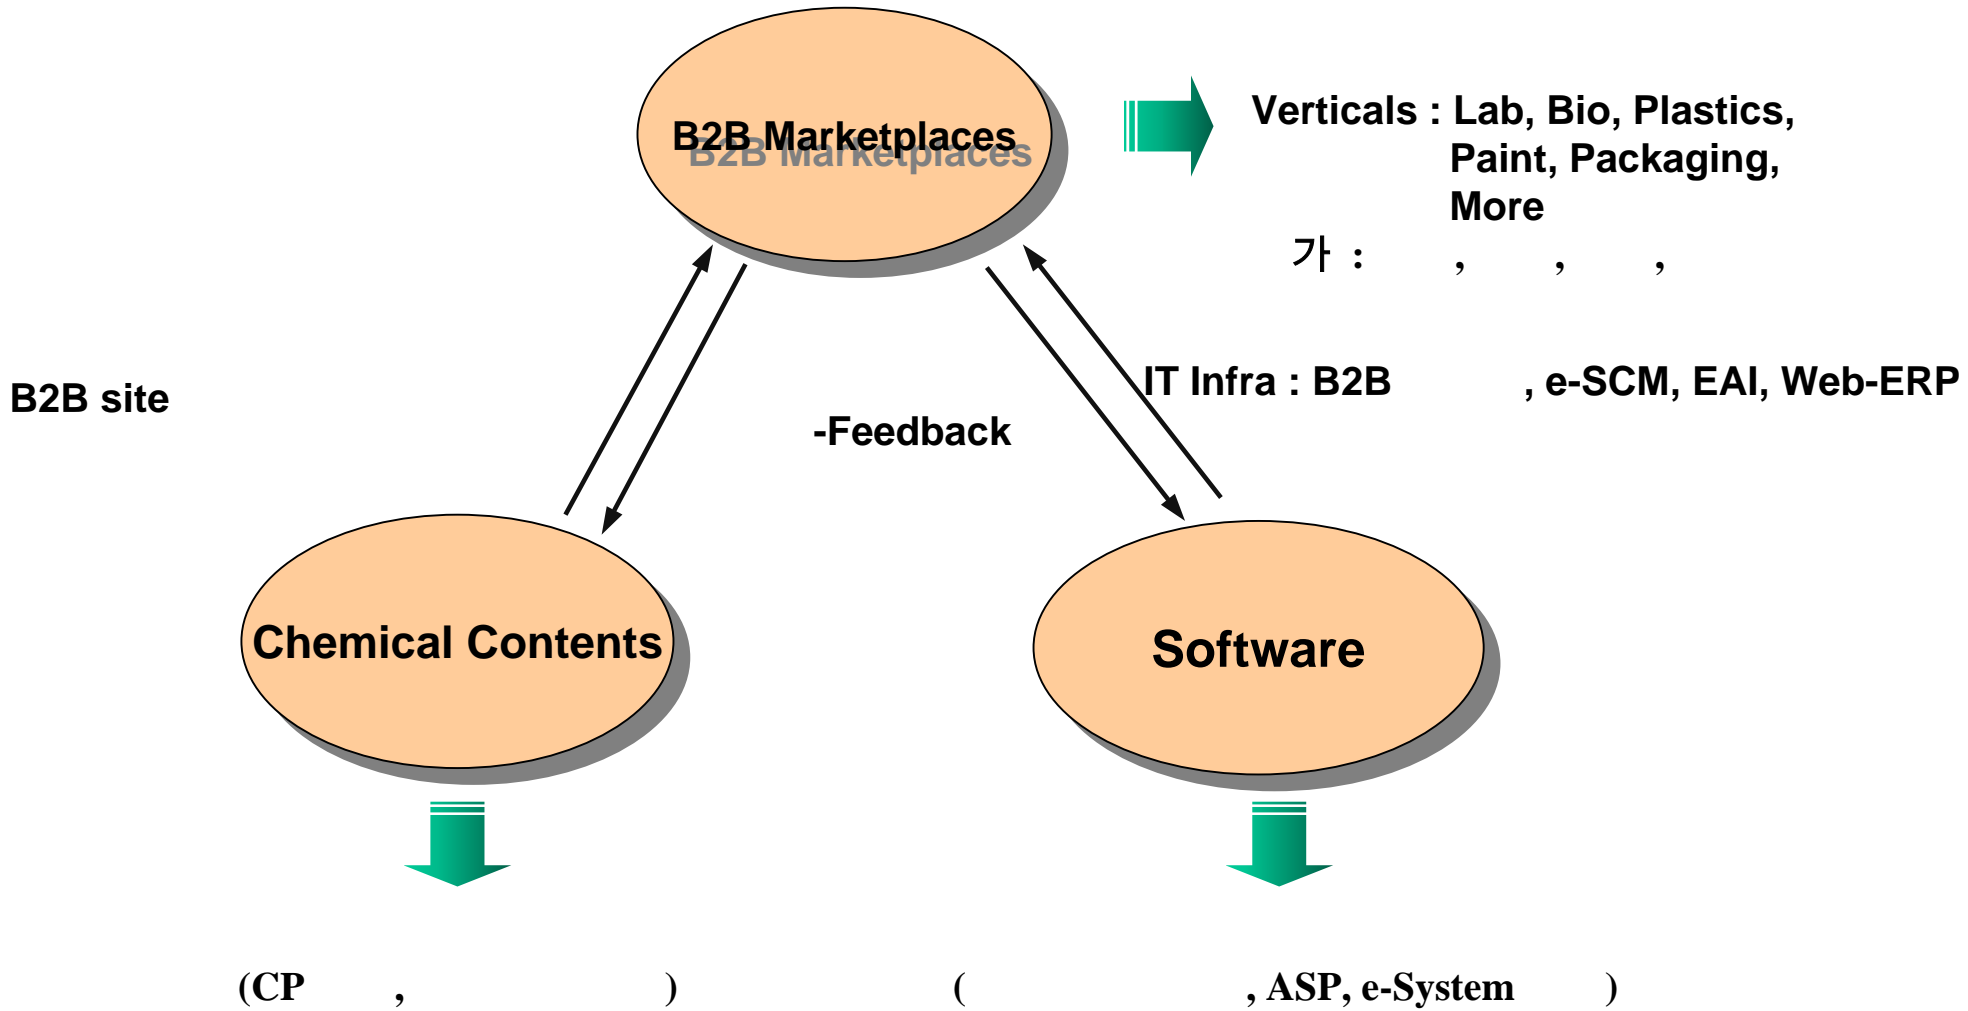 B2B Marketplaces
Verticals : Lab, Bio, Plastics,
Paint, Packaging,
More
가 : , , ,
B2B site
IT Infra : B2B , e-SCM, EAI, Web-ERP
-Feedback
Chemical Contents
Software
(CP , )
( , ASP, e-System )